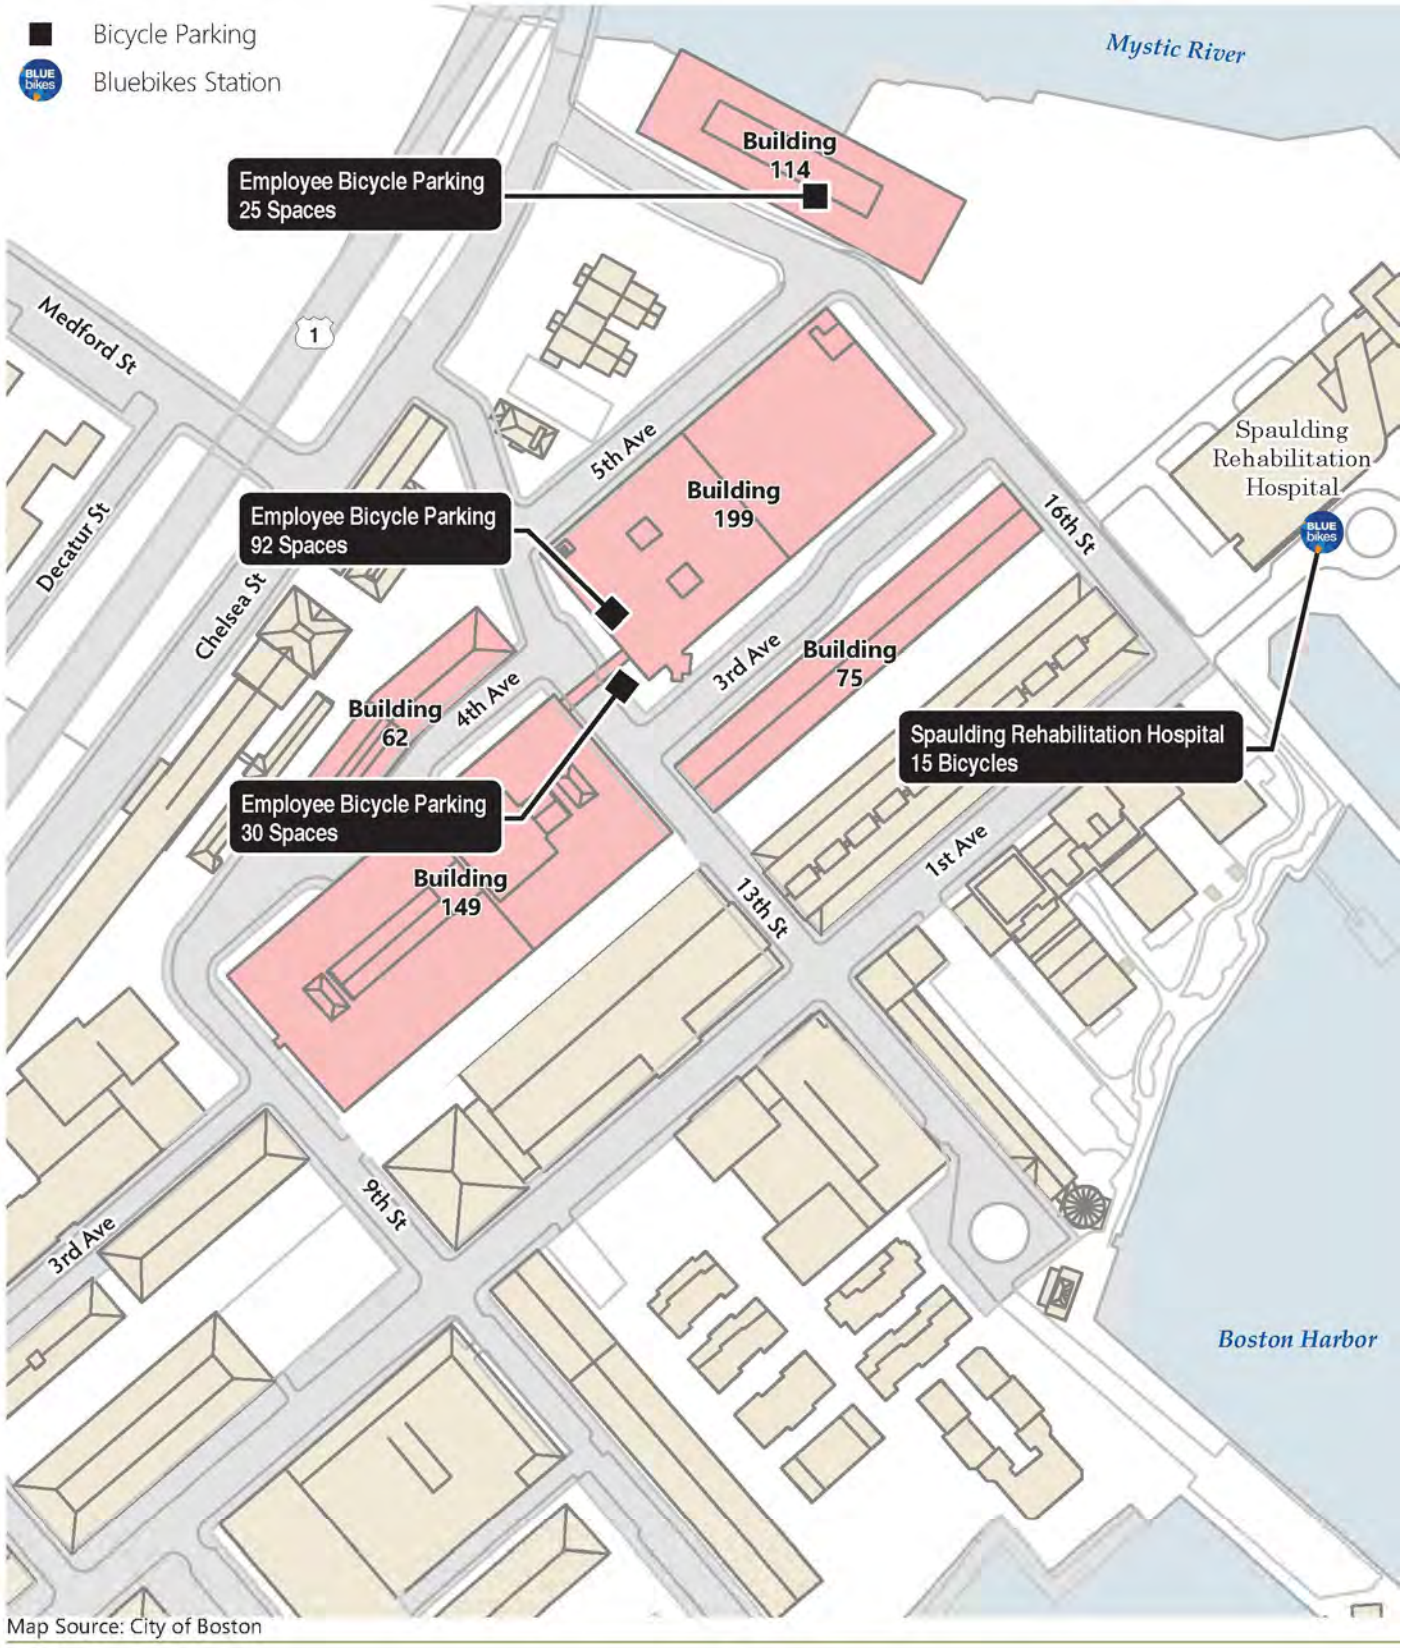 Bicycle Parking
BLUE
bikes
Bluebikes Station
Mystic River
Building
114
Employee Bicycle Parking
25 Spaces
Medford St
1
Spaulding
Rehabilitation
Hospital
5th Ave
Building
199
16th St
BLUE
bikes
Employee Bicycle Parking
92 Spaces
Decatur St
Chelsea St
3rd Ave
Building
75
Building
62
4th Ave
Spaulding Rehabilitation Hospital
15 Bicycles
Employee Bicycle Parking
30 Spaces
1st Ave
Building
149
13th St
9th St
3rd Ave
Boston Harbor
Map Source: City of Boston